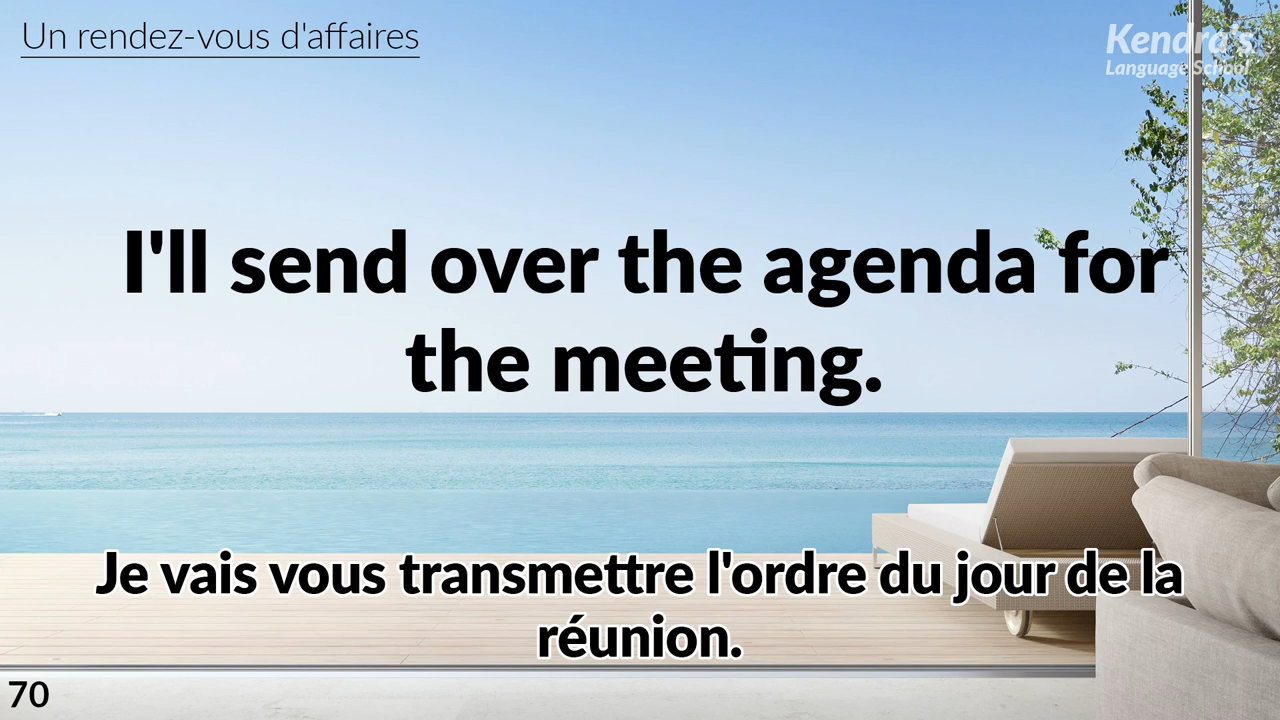 Un rendez-vous d'affaires
Kendra's
Language School
I'll send over the agenda for
the meeting.
Je vais vous transmettre l'ordre du jour de la
réunion.
70